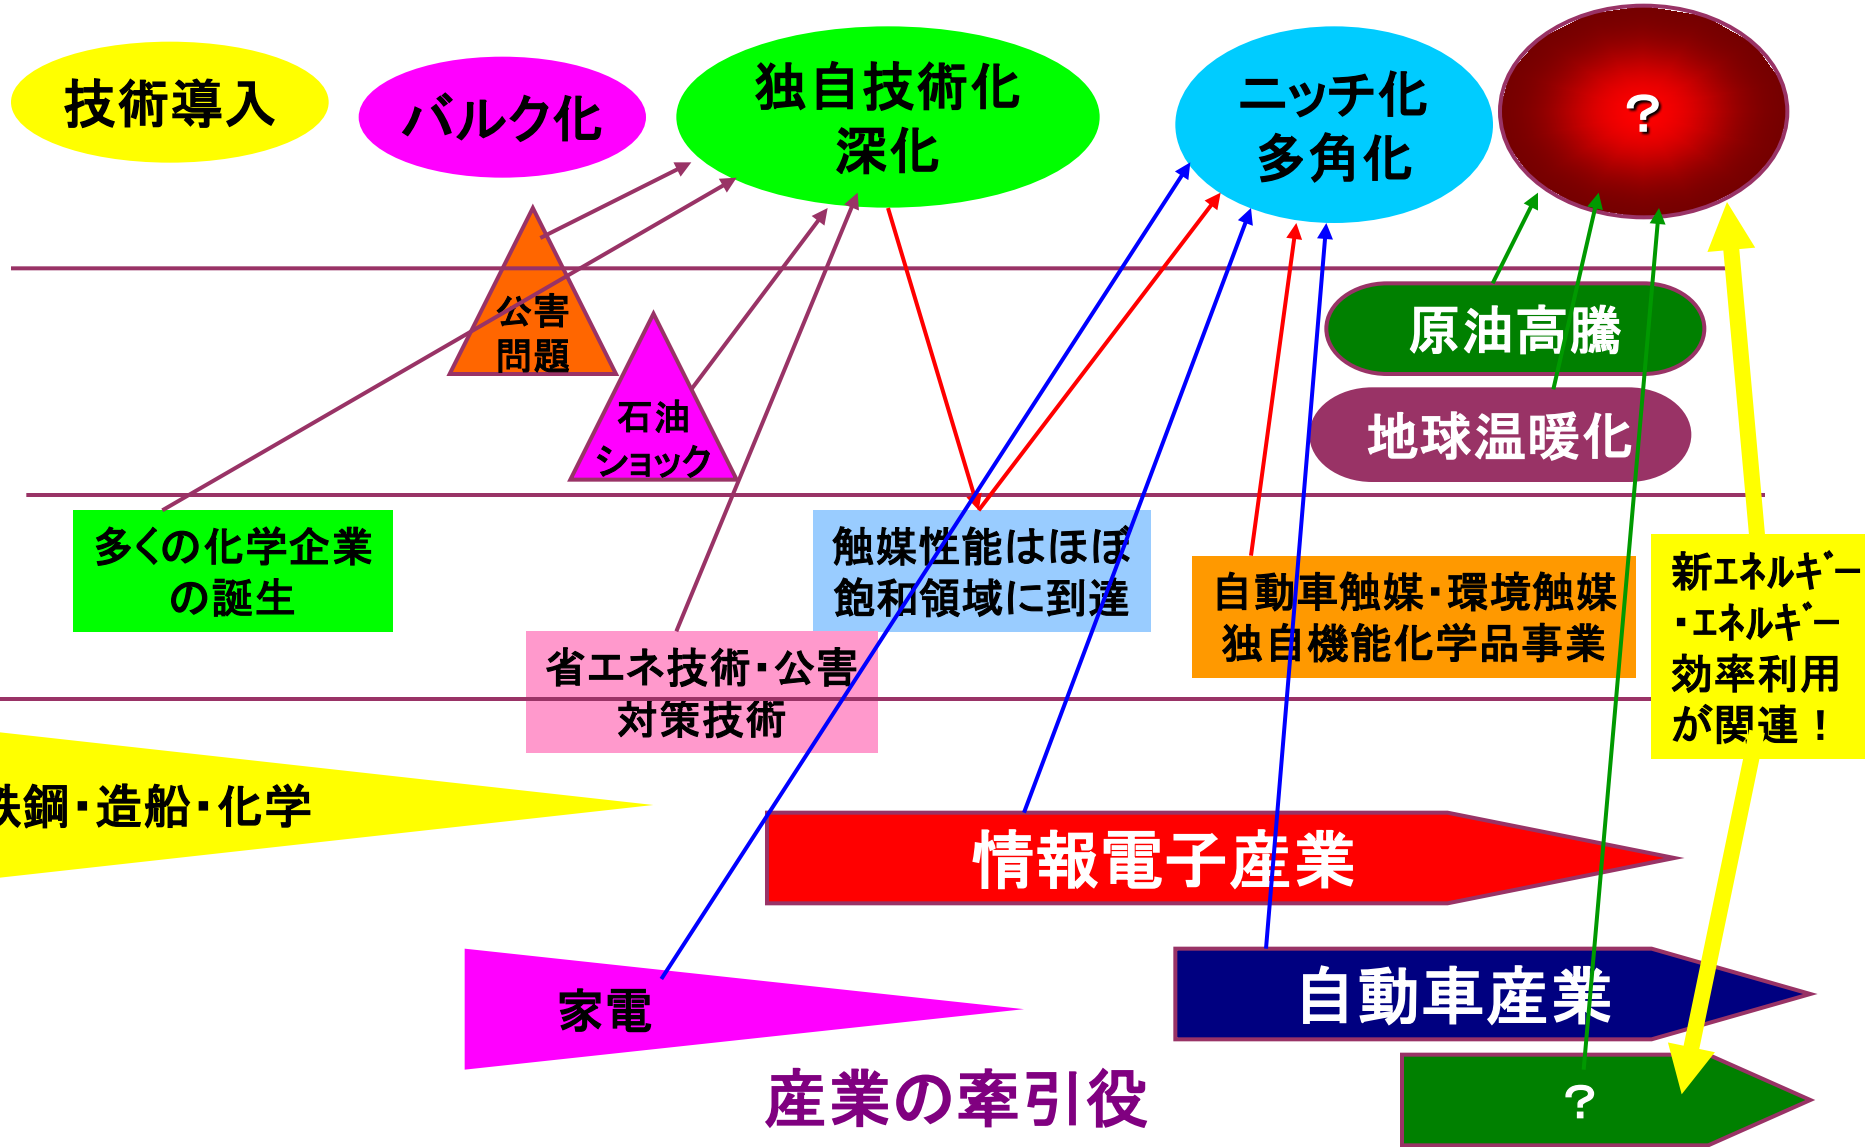 技術導入
バルク化
独自技術化
深化
ニッチ化
多角化
?
公害
問題
石油
ショック
原油高騰
地球温暖化
多くの化学企業
の誕生
触媒性能はほぼ
飽和領域に到達
自動車触媒・環境触媒
独自機能化学品事業
新エネルギー
・エネルギー
効率利用
が関連！
省エネ技術・公害
対策技術
鉄鋼・造船・化学
情報電子産業
家電
自動車産業
産業の牽引役
?